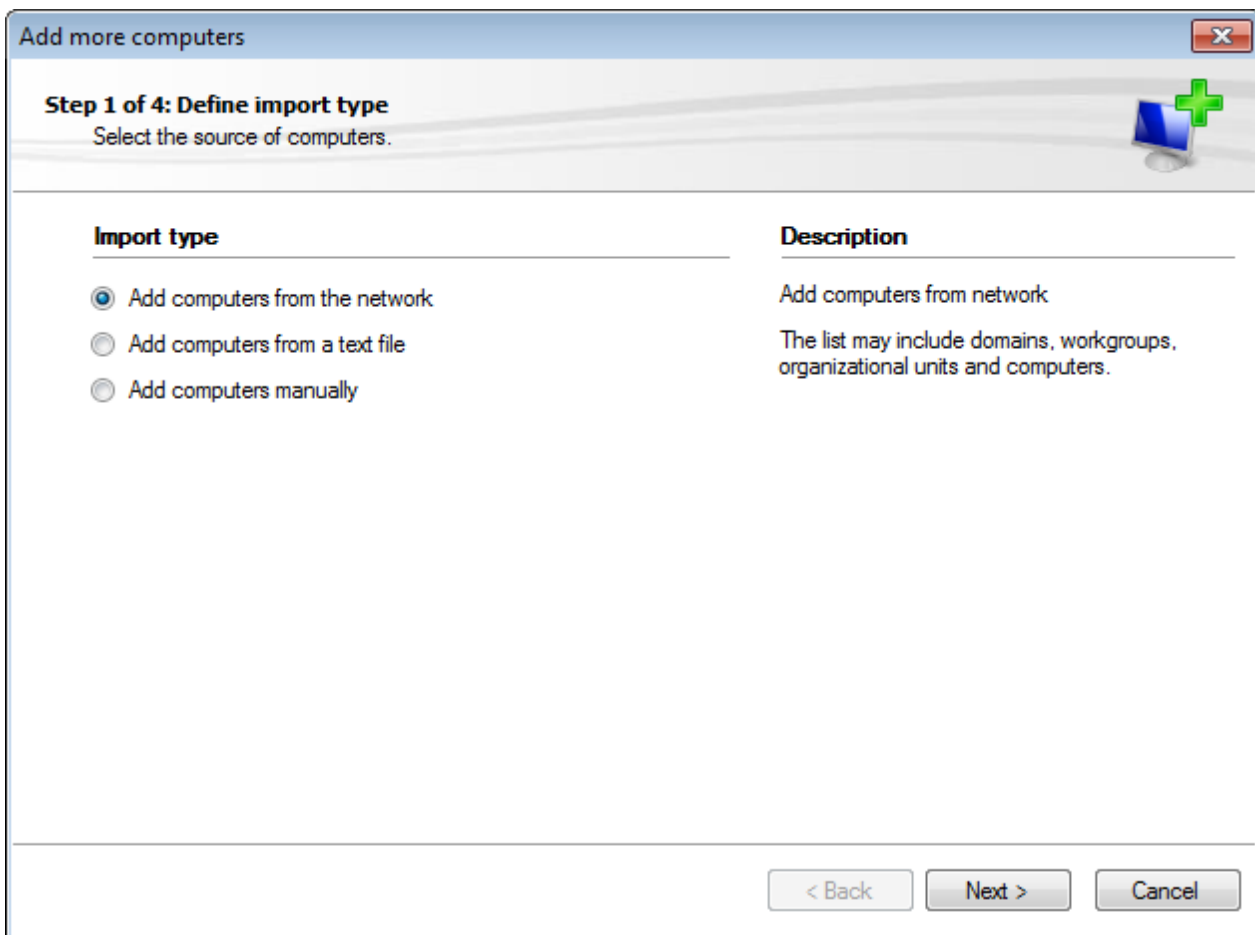 Add more computers
Step 1 of 4: Define import type
Select the source of computers.
Import type
Add computers from the network
Add computers from a text file
Add computers manually
Description
Add computers from network
The list may include domains, workgroups,
organizational units and computers.
< Back
Next >
Cancel